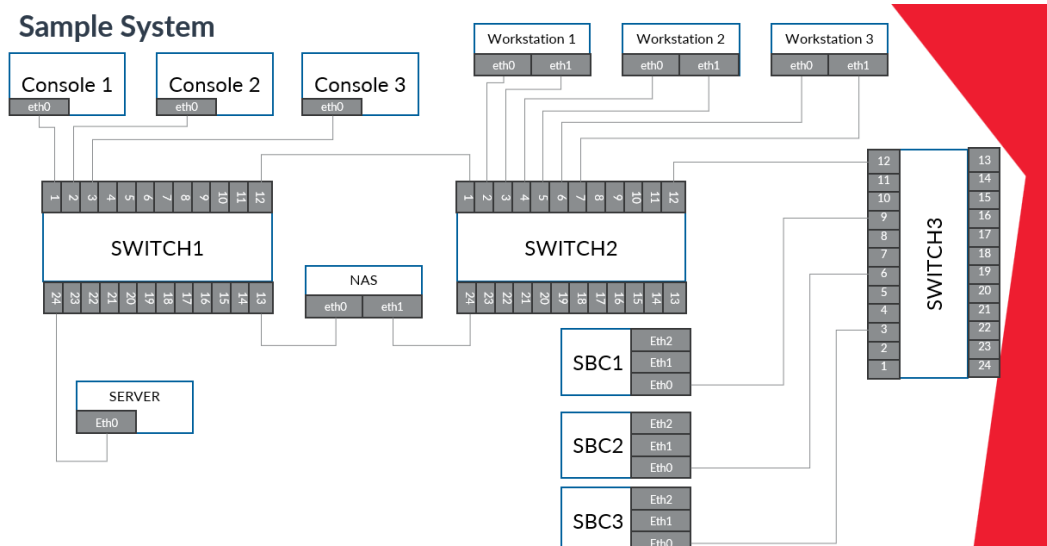 Sample System
Workstation 1
eth0 eth1
Workstation 2
eth0 eth1
Workstation 3
eth0 eth1
Console 1
eth0
Console 2
eth0
Console 3
eth0
1 2 3 4 5 6 7 8 9 10 11 12
SWITCH1
24 23 22 21 20 19 18 17 16 15 14 13
1 2 3 4 5 6 7 8 9 10 11 12
SWITCH2
24 23 22 21 20 19 18 17 16 15 14 13
12 13
11 14
10 15
9 16
8 17
7 18
6 19
5 20
4 21
3 22
2 23
1 24
SWITCH3
NAS
eth0 eth1
SERVER
Eth0
SBC1
Eth2
Eth1
Eth0
SBC2
Eth2
Eth1
Eth0
SBC3
Eth2
Eth1
Eth0